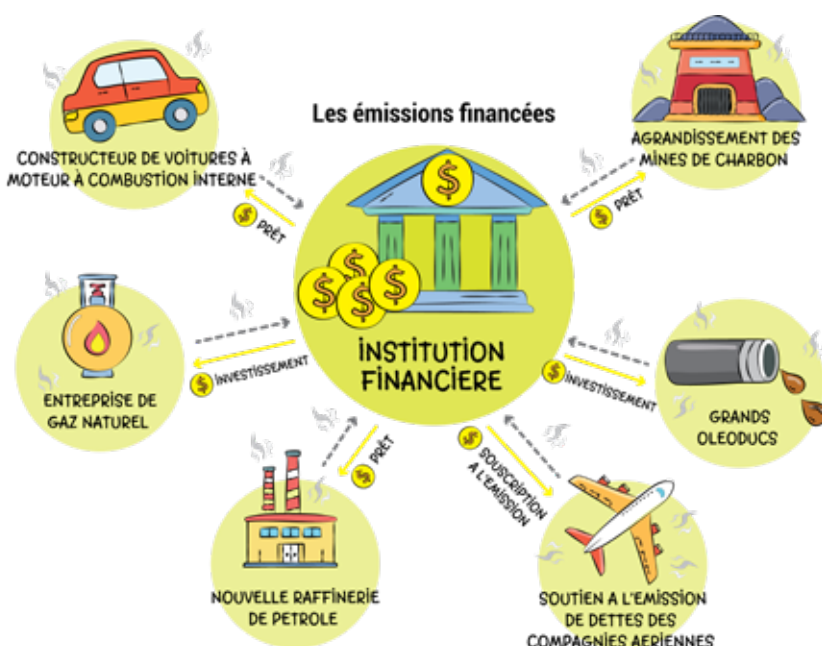 Les émissions financées
CONSTRUCTEUR DE VOITURES À
MOTEUR À COMBUSTION INTERNE
PRÊT
AGRANDISSEMENT DES
MINES DE CHARBON
PRÊT
INSTITUTION
FINANCIERE
ENTREPRISE DE
GAZ NATUREL
INVESTISSEMENT
INVESTISSEMENT
GRANDS
OLEODUCS
PRÊT
NOUVELLE RAFFINERIE
DE PETROLE
SOUSCRIPTION
A L'EMISSION
SOUTIEN A L'EMISSION
DE DETTES DES
COMPAGNIES AERIENNES